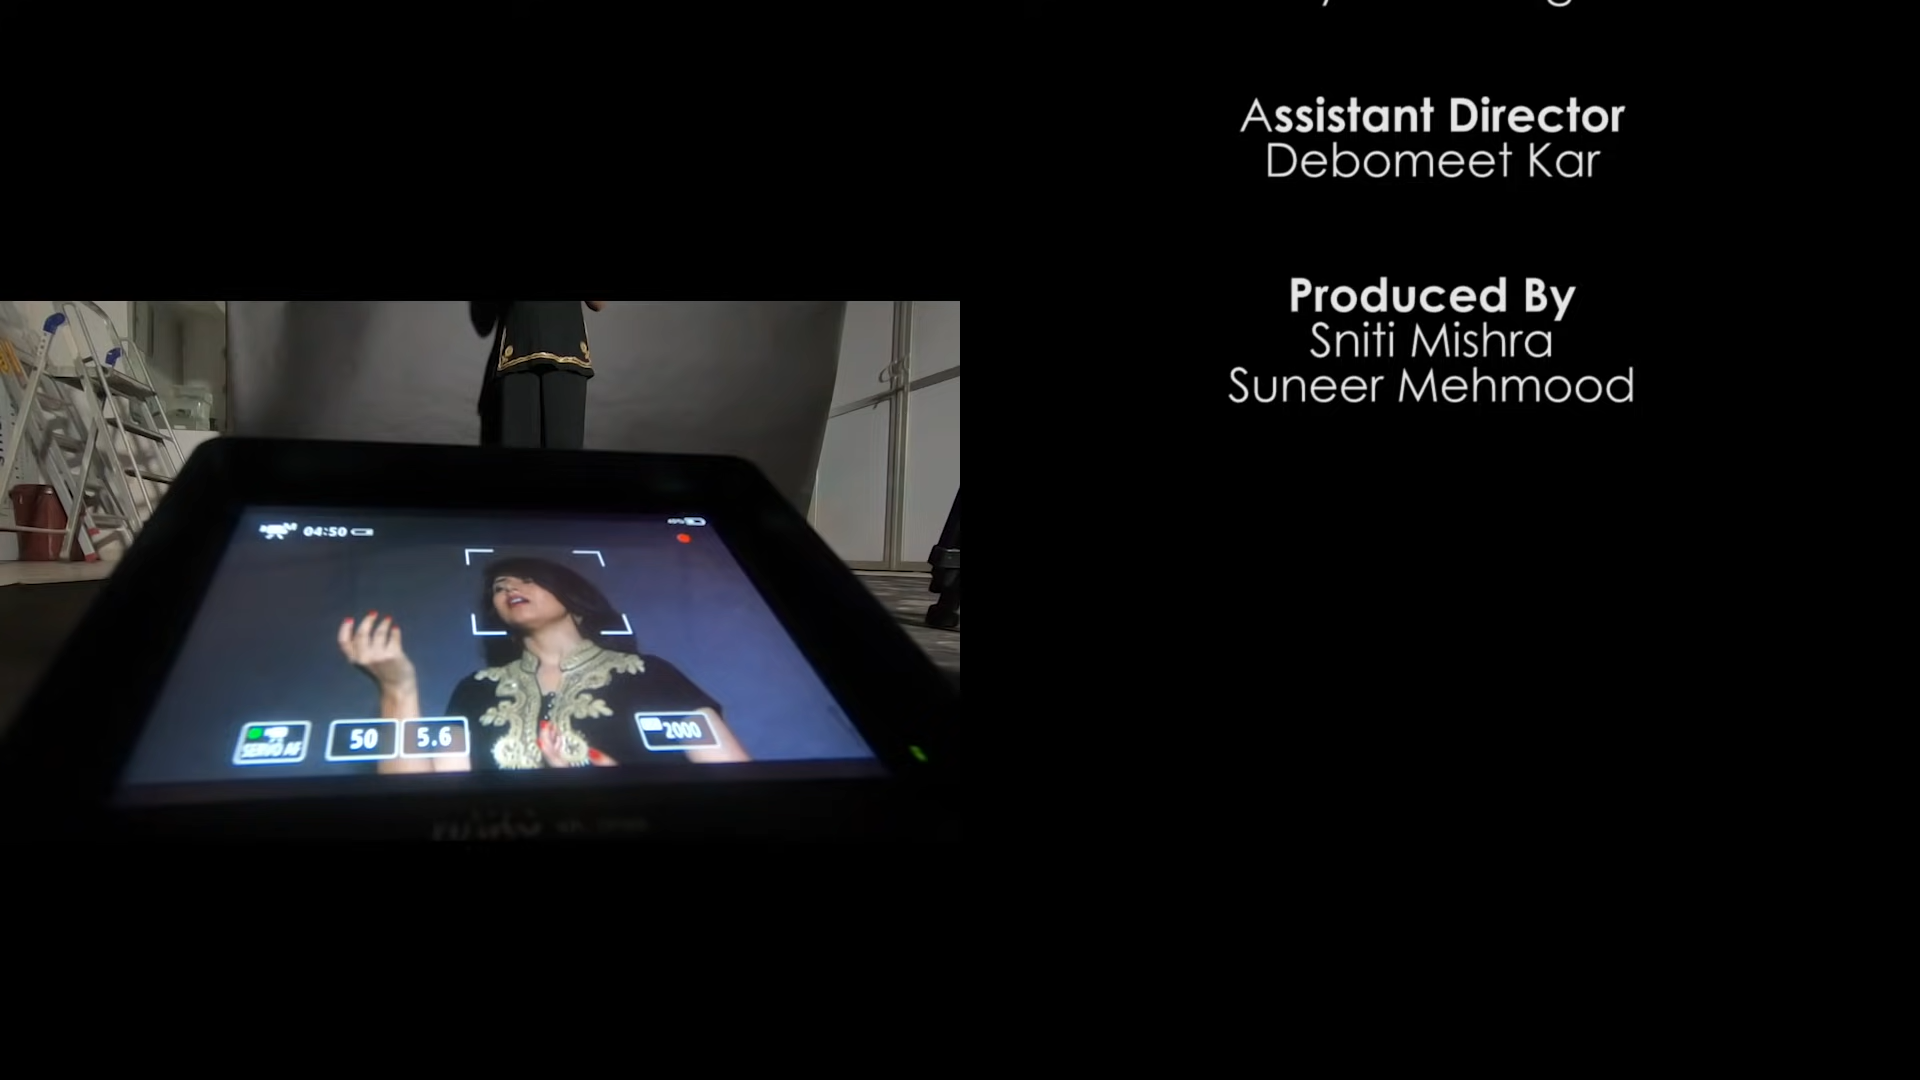 Assistant Director
Debomeet Kar
Produced By
Sniti Mishra
Suneer Mehmood
04:50
SERVO AF
50
5.6
2000